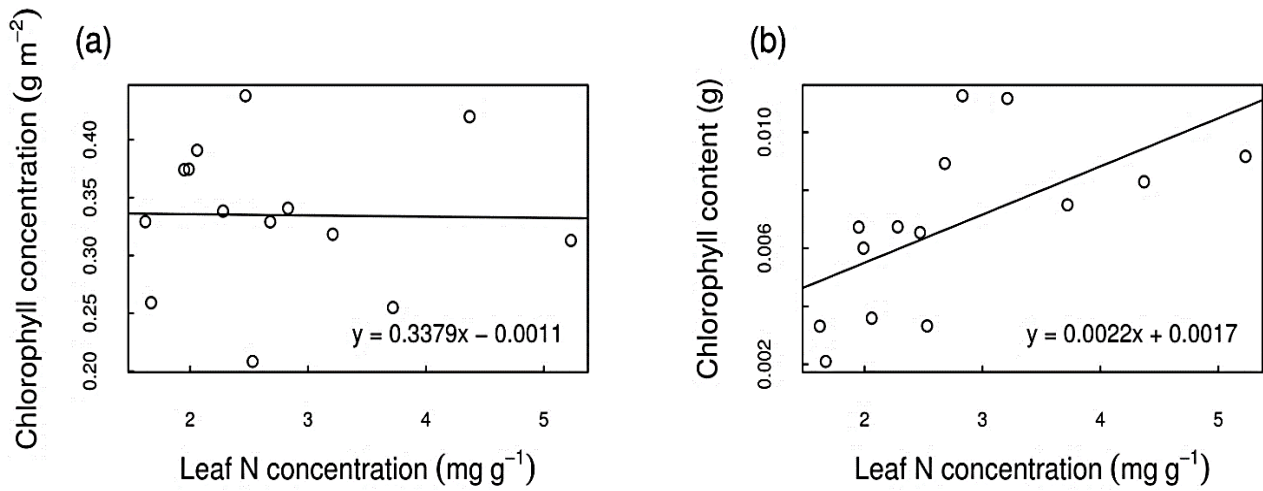 (a)
Chlorophyll concentration (g m⁻²)
0.40
0.35
0.30
0.25
0.20
y = 0.3379x − 0.0011
2 3 4 5
Leaf N concentration (mg g⁻¹)
(b)
Chlorophyll content (g)
0.010
0.006
0.002
y = 0.0022x + 0.0017
2 3 4 5
Leaf N concentration (mg g⁻¹)